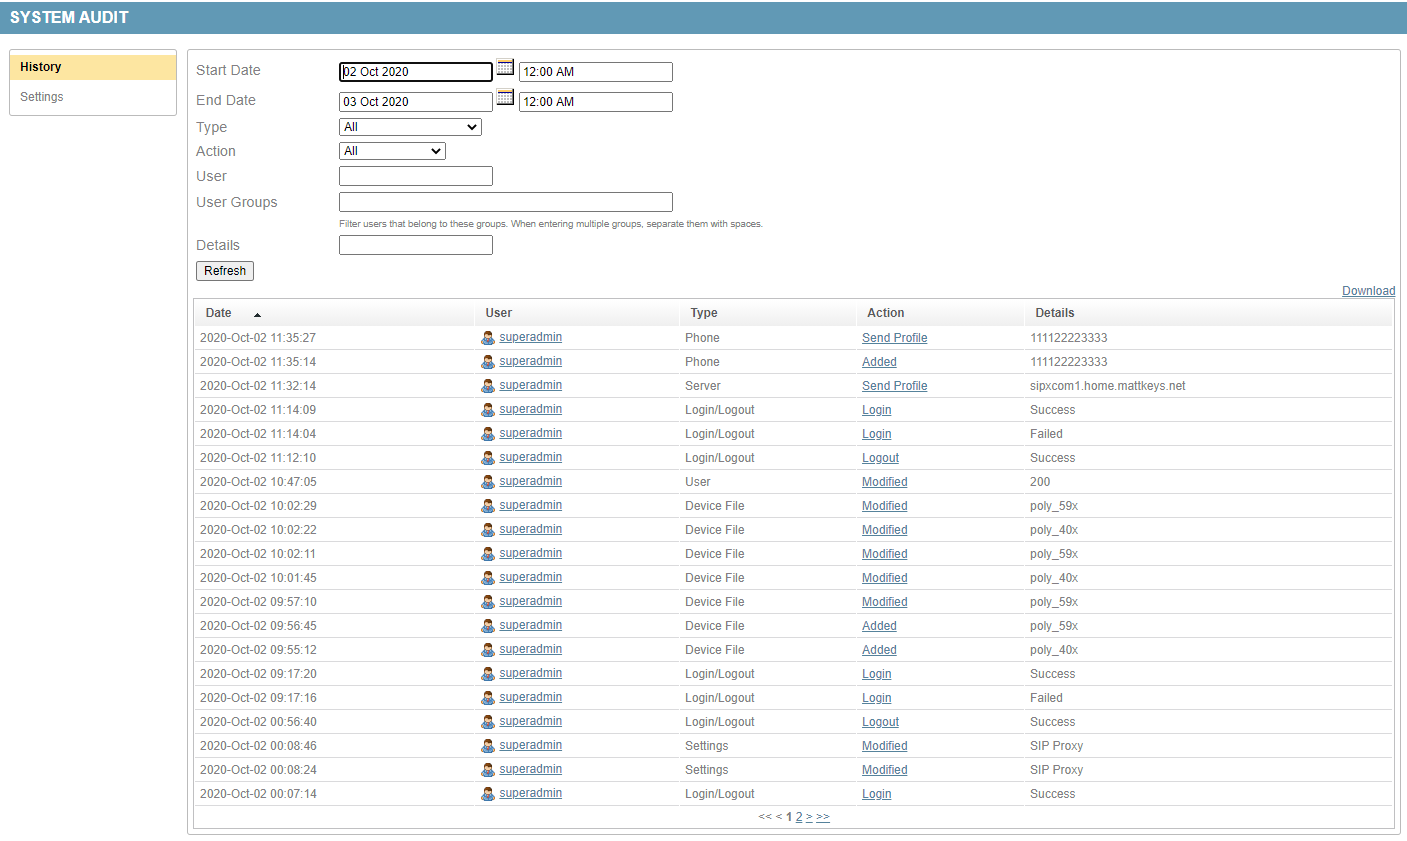 SYSTEM AUDIT
History
Settings
Start Date 02 Oct 2020 12:00 AM
End Date 03 Oct 2020 12:00 AM
Type All
Action All
User
User Groups
Filter users that belong to these groups. When entering multiple groups, separate them with spaces.
Details
Refresh
Download
Date User Type Action Details
2020-Oct-02 11:35:27 superadmin Phone Send Profile 111122223333
2020-Oct-02 11:35:14 superadmin Phone Added 111122223333
2020-Oct-02 11:32:14 superadmin Server Send Profile sipxcom1.home.mattkeys.net
2020-Oct-02 11:14:09 superadmin Login/Logout Login Success
2020-Oct-02 11:14:04 superadmin Login/Logout Login Failed
2020-Oct-02 11:12:10 superadmin Login/Logout Logout Success
2020-Oct-02 10:47:05 superadmin User Modified 200
2020-Oct-02 10:02:29 superadmin Device File Modified poly_59x
2020-Oct-02 10:02:22 superadmin Device File Modified poly_40x
2020-Oct-02 10:02:11 superadmin Device File Modified poly_59x
2020-Oct-02 10:01:45 superadmin Device File Modified poly_40x
2020-Oct-02 09:57:10 superadmin Device File Modified poly_59x
2020-Oct-02 09:56:45 superadmin Device File Added poly_59x
2020-Oct-02 09:55:12 superadmin Device File Added poly_40x
2020-Oct-02 09:17:20 superadmin Login/Logout Login Success
2020-Oct-02 09:17:16 superadmin Login/Logout Login Failed
2020-Oct-02 00:56:40 superadmin Login/Logout Logout Success
2020-Oct-02 00:08:46 superadmin Settings Modified SIP Proxy
2020-Oct-02 00:08:24 superadmin Settings Modified SIP Proxy
2020-Oct-02 00:07:14 superadmin Login/Logout Login Success
<< < 1 2 > >>